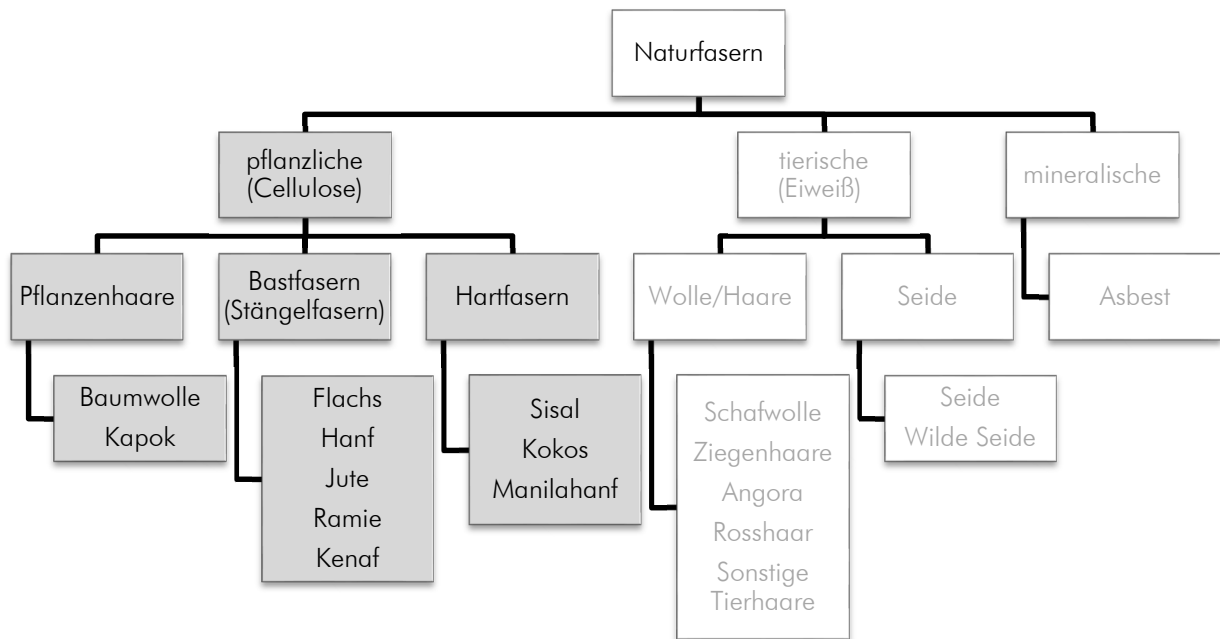 Naturfasern
pflanzliche
(Cellulose)
tierische
(Eiweiß)
mineralische
Pflanzenhaare
Bastfasern
(Stängelfasern)
Hartfasern
Wolle/Haare
Seide
Asbest
Baumwolle
Kapok
Flachs
Hanf
Jute
Ramie
Kenaf
Sisal
Kokos
Manilahanf
Schafwolle
Ziegenhaare
Angora
Rosshaar
Sonstige
Tierhaare
Seide
Wilde Seide